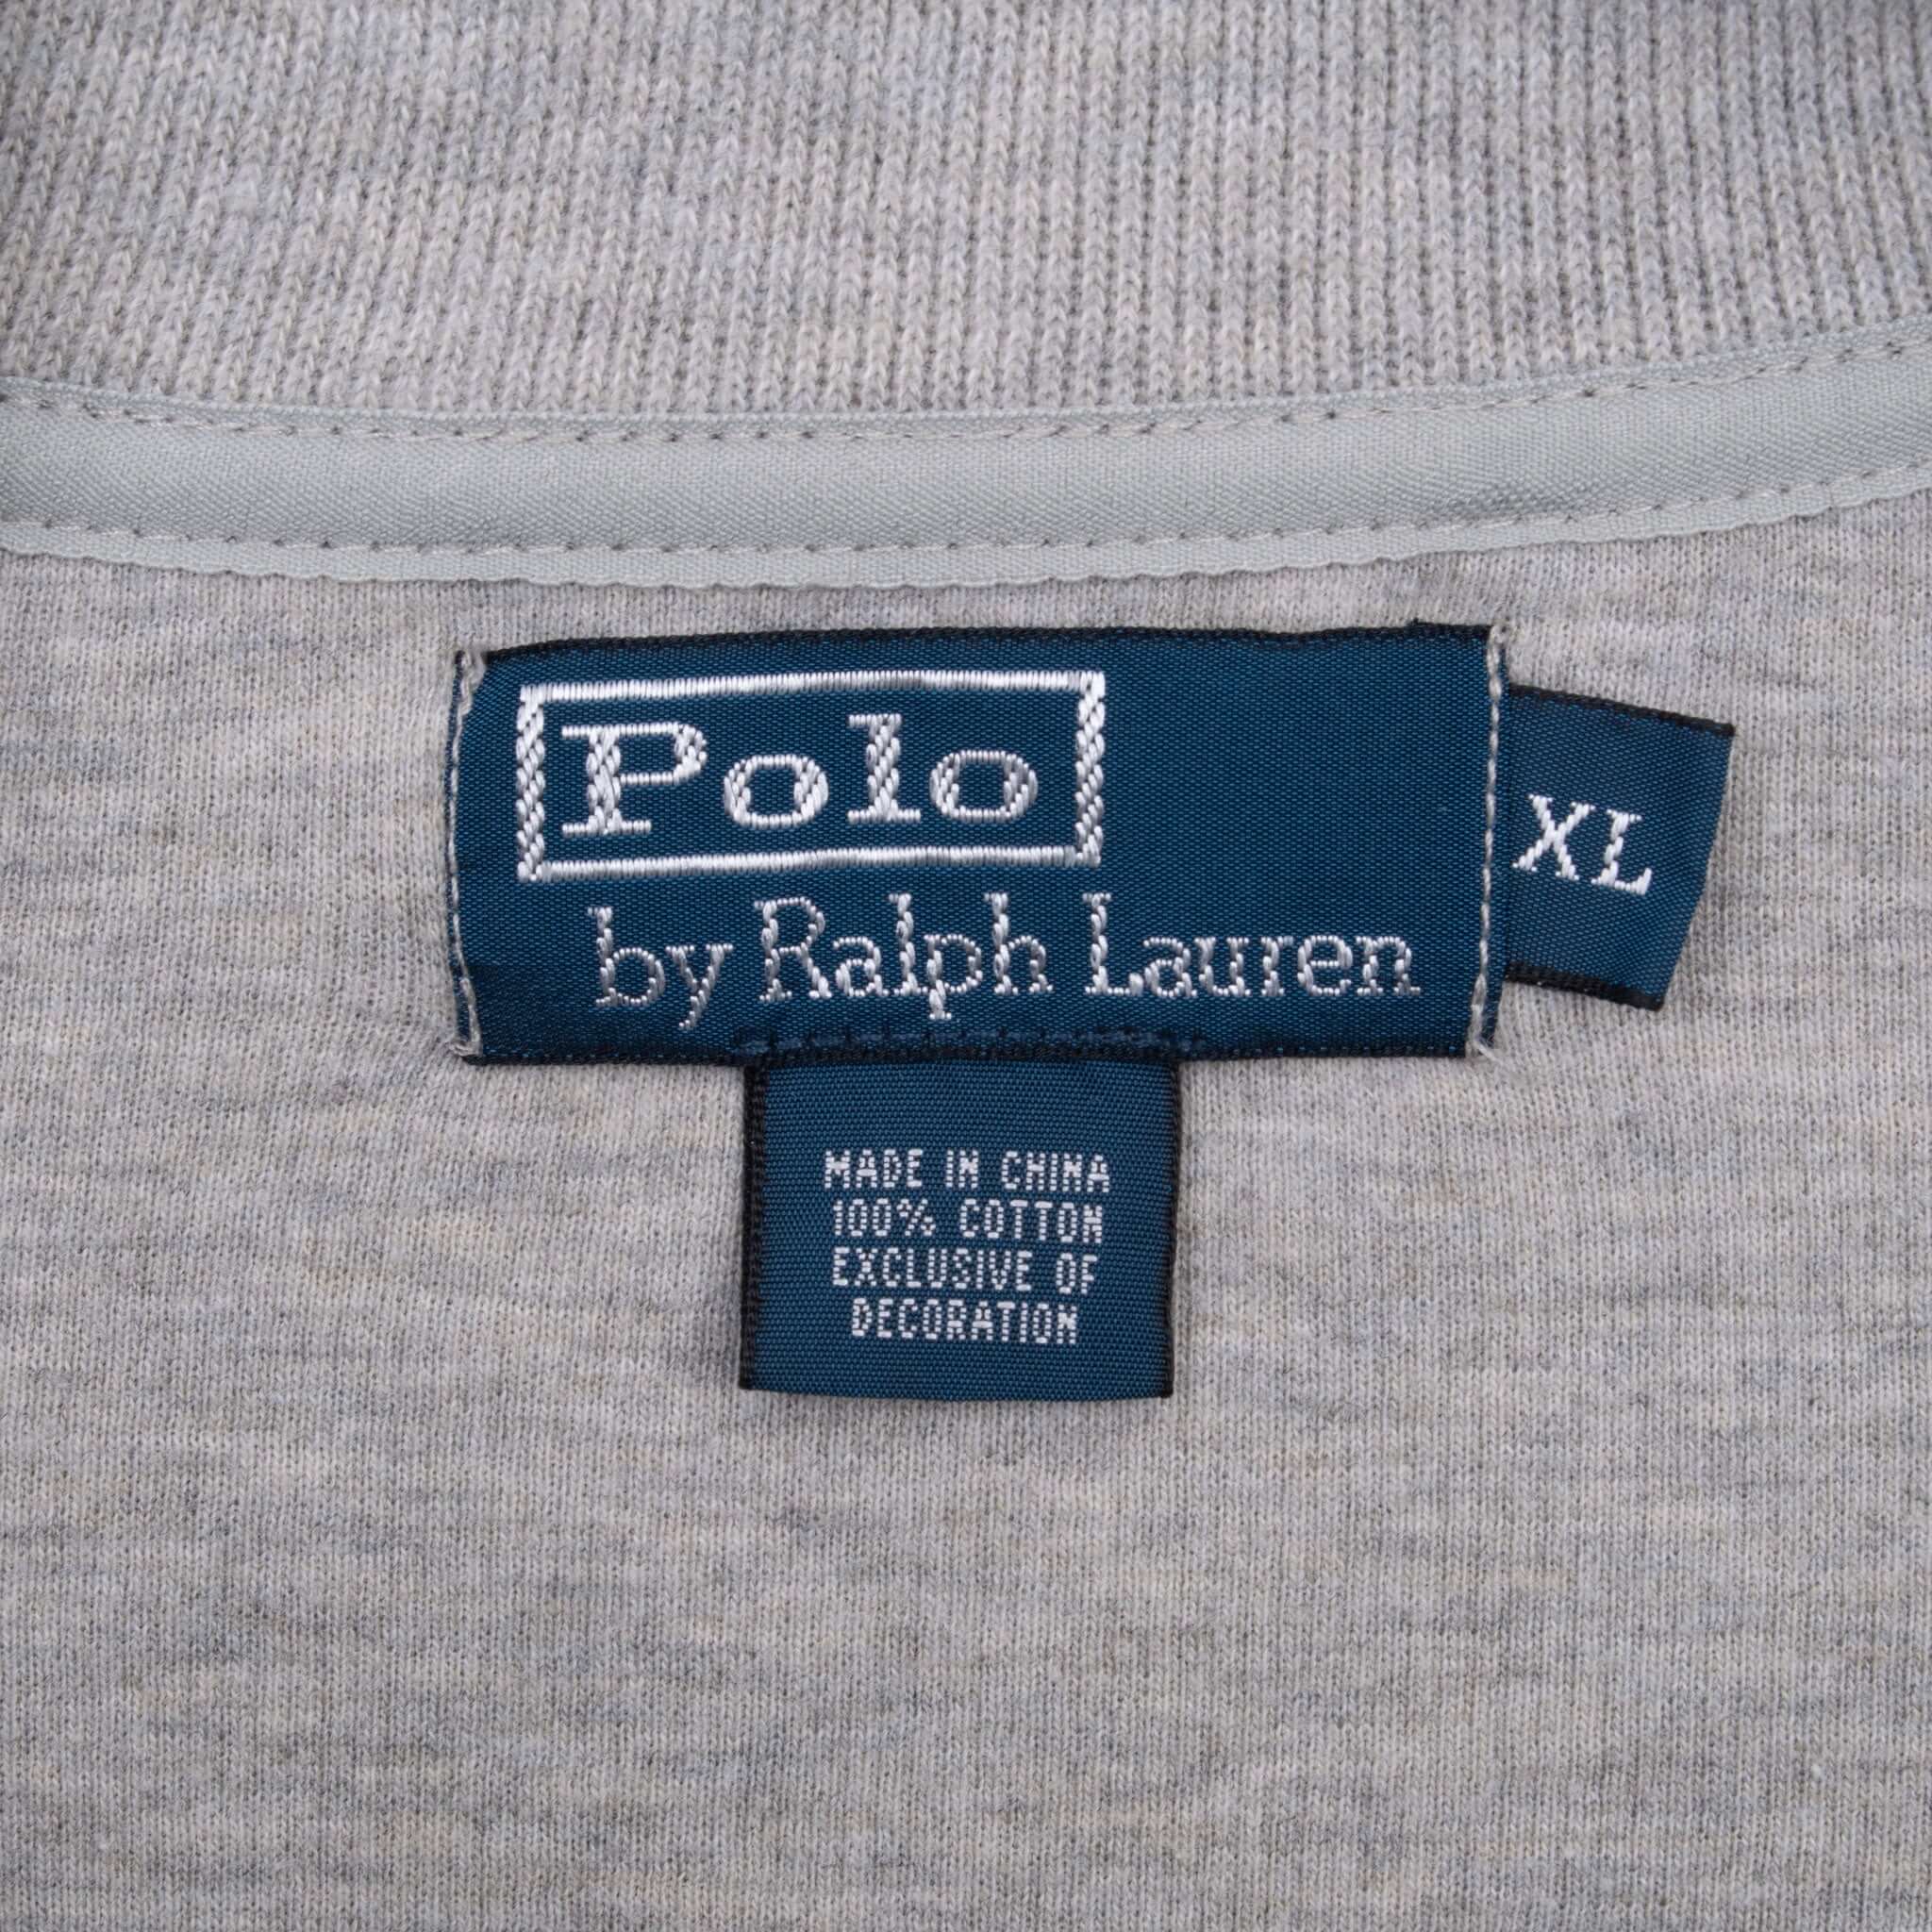 Polo
by Ralph Lauren
XL
MADE IN CHINA
100% COTTON
EXCLUSIVE OF
DECORATION